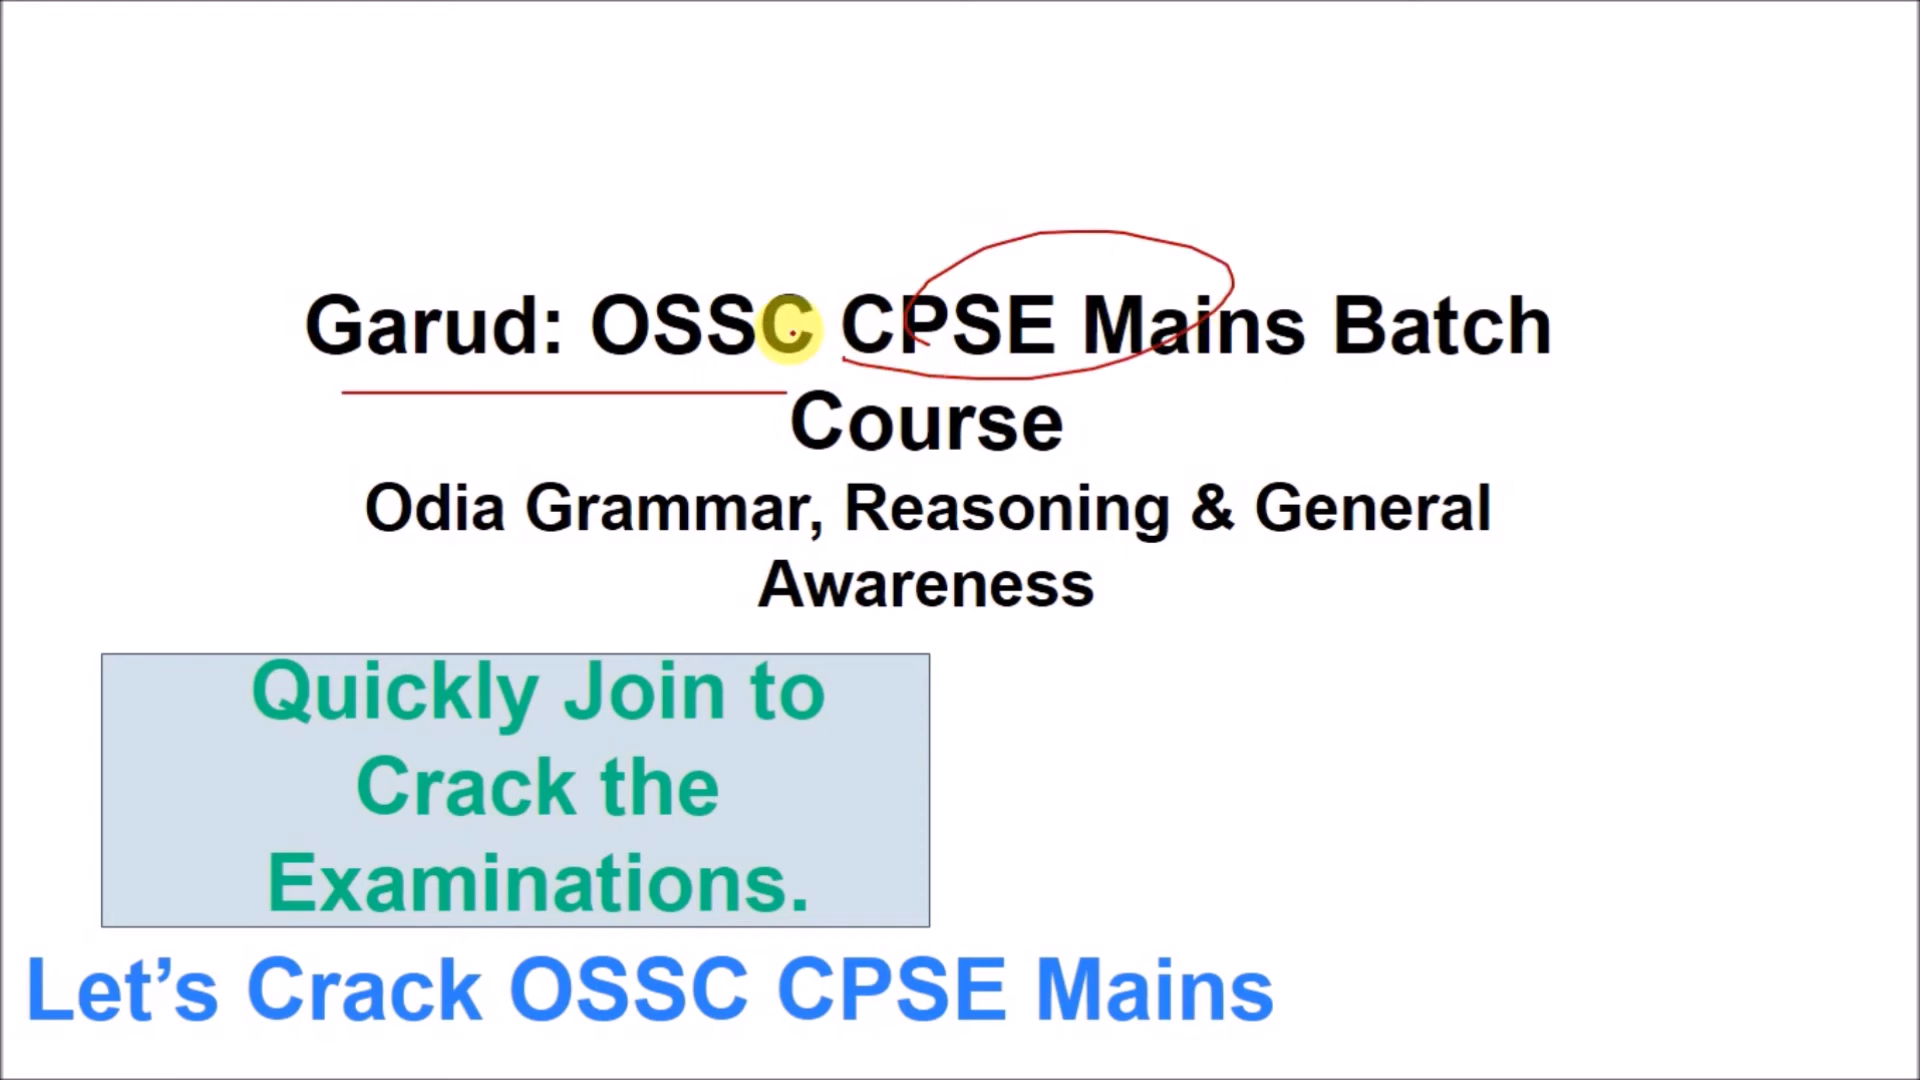 Garud: OSSC CPSE Mains Batch
Course
Odia Grammar, Reasoning & General
Awareness
Quickly Join to
Crack the
Examinations.
Let’s Crack OSSC CPSE Mains